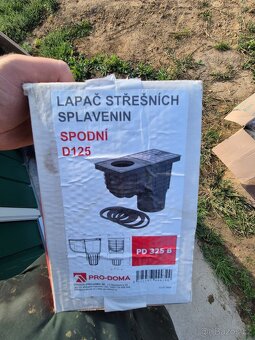 LAPAČ STŘEŠNÍCH
SPLAVENIN
SPODNÍ
D125
PD 325 B
PRO-DOMA